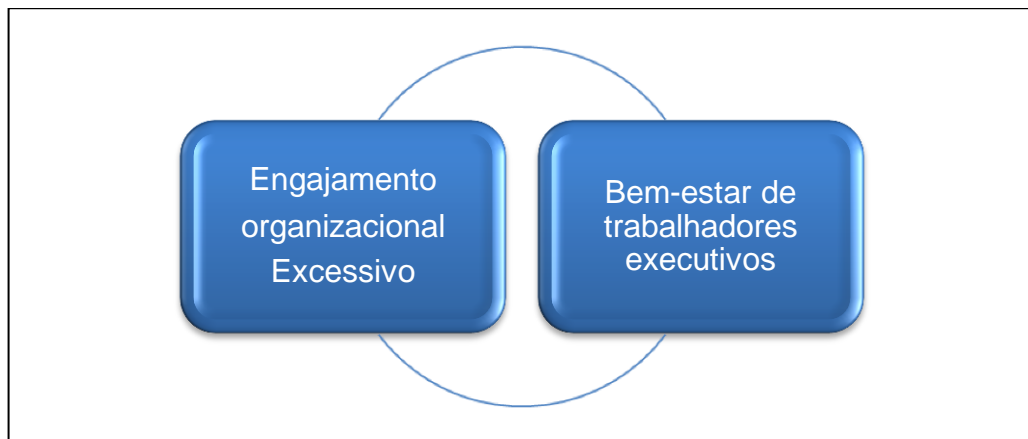 Engajamento
organizacional
Excessivo
Bem-estar de
trabalhadores
executivos